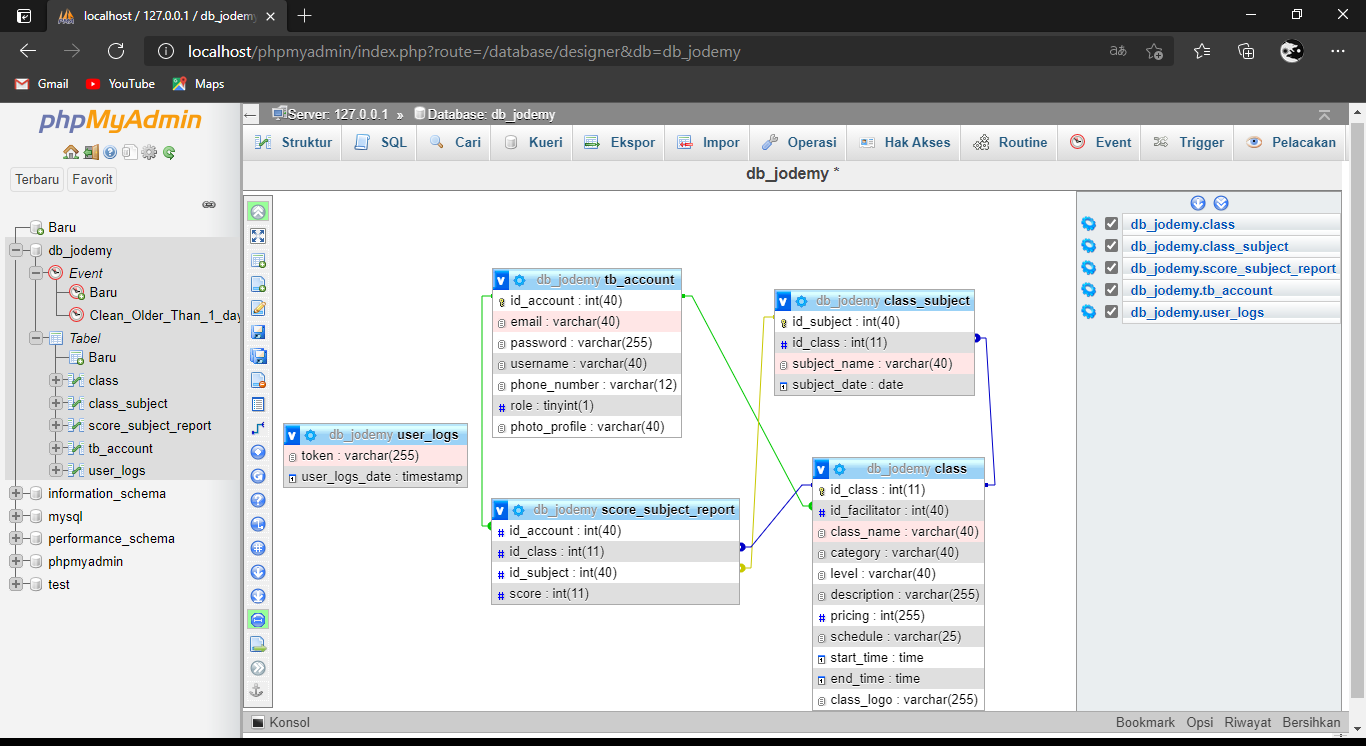 localhost / 127.0.0.1 / db_jodemy
localhost/phpmyadmin/index.php?route=/database/designer&db=db_jodemy
Gmail YouTube Maps
phpMyAdmin
Terbaru Favorit
Baru
db_jodemy
Event
Baru
Clean_Older_Than_1_day
Tabel
Baru
class
class_subject
score_subject_report
tb_account
user_logs
information_schema
mysql
performance_schema
phpmyadmin
test
Server: 127.0.0.1 » Database: db_jodemy
Struktur SQL Cari Kueri Ekspor Impor Operasi Hak Akses Routine Event Trigger Pelacakan
db_jodemy *
v db_jodemy tb_account
id_account : int(40)
email : varchar(40)
password : varchar(255)
username : varchar(40)
phone_number : varchar(12)
# role : tinyint(1)
photo_profile : varchar(40)
v db_jodemy class_subject
id_subject : int(40)
# id_class : int(11)
subject_name : varchar(40)
subject_date : date
v db_jodemy user_logs
token : varchar(255)
user_logs_date : timestamp
v db_jodemy score_subject_report
# id_account : int(40)
# id_class : int(11)
# id_subject : int(40)
# score : int(11)
v db_jodemy class
id_class : int(11)
# id_facilitator : int(40)
class_name : varchar(40)
category : varchar(40)
level : varchar(40)
description : varchar(255)
# pricing : int(255)
schedule : varchar(25)
start_time : time
end_time : time
class_logo : varchar(255)
db_jodemy.class
db_jodemy.class_subject
db_jodemy.score_subject_report
db_jodemy.tb_account
db_jodemy.user_logs
Konsol Bookmark Opsi Riwayat Bersihkan